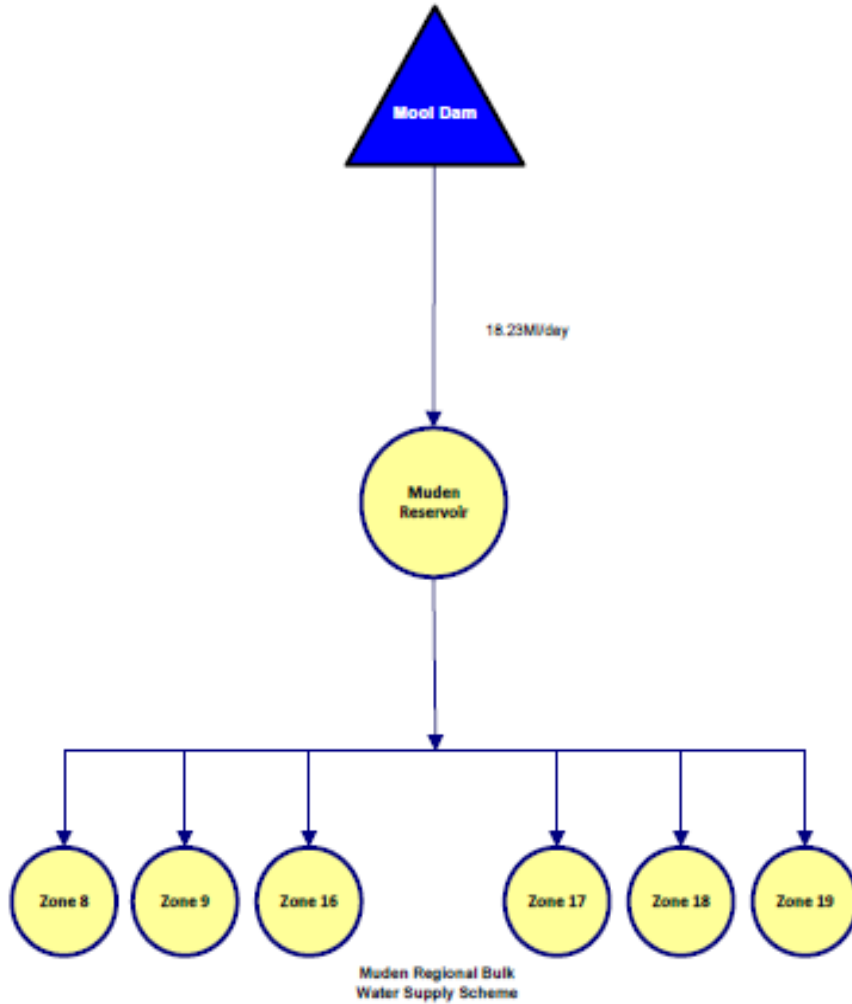 Mooi Dam
18.23Ml/day
Muden
Reservoir
Zone 8
Zone 9
Zone 16
Zone 17
Zone 18
Zone 19
Muden Regional Bulk
Water Supply Scheme